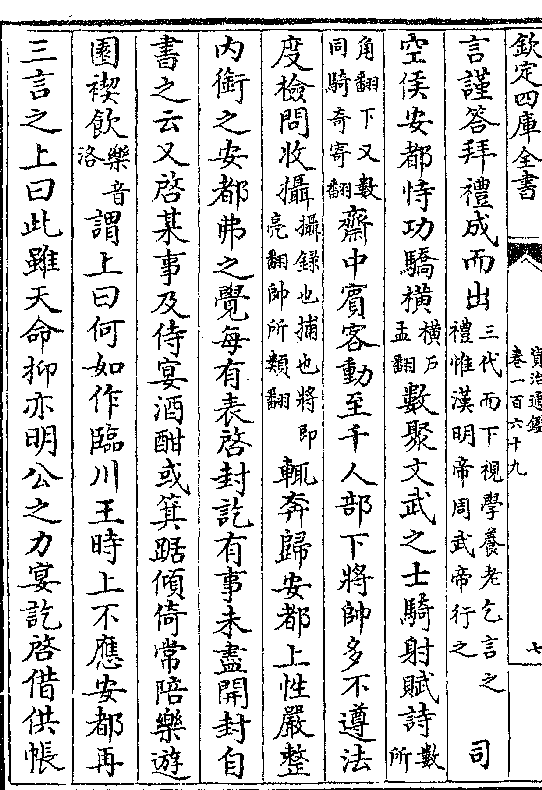 欽定四庫全書
資治通鑑
卷一百六十九
七
言謹答拜禮成而出三代而下視學養老乞言之禮惟漢明帝周武帝行之 司
空侯安都恃功驕橫橫戶孟翻數聚文武之士騎射賦詩數所
角翻下又數同騎奇寄翻齋中賓客動至千人部下將帥多不遵法
度檢問收攝攝錄也捕也將即亮翻帥所類翻輒奔歸安都上性嚴整
内銜之安都弗之覺每有表啓封訖有事未盡開封自
書之云又啓某事及侍宴酒酣或箕踞傾倚常陪樂遊
園禊飲樂音洛謂上曰何如作臨川王時上不應安都再
三言之上曰此雖天命抑亦明公之力宴訖啓借供帳